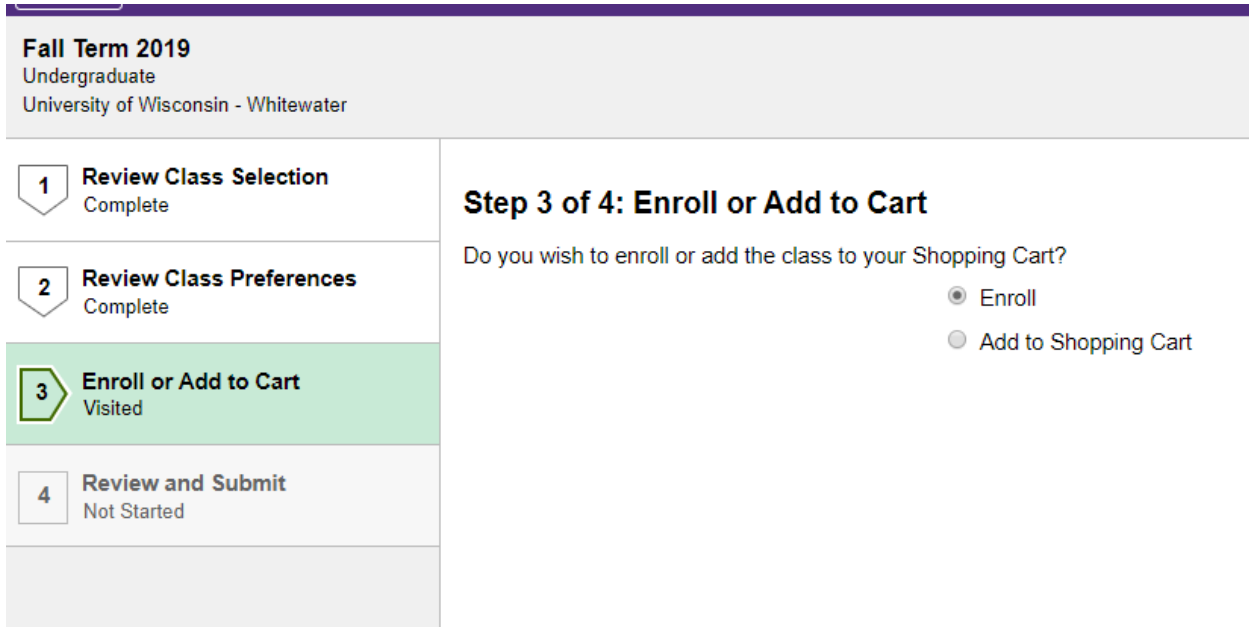 Fall Term 2019
Undergraduate
University of Wisconsin - Whitewater
1
Review Class Selection
Complete
2
Review Class Preferences
Complete
3
Enroll or Add to Cart
Visited
4
Review and Submit
Not Started
Step 3 of 4: Enroll or Add to Cart
Do you wish to enroll or add the class to your Shopping Cart?
Enroll
Add to Shopping Cart